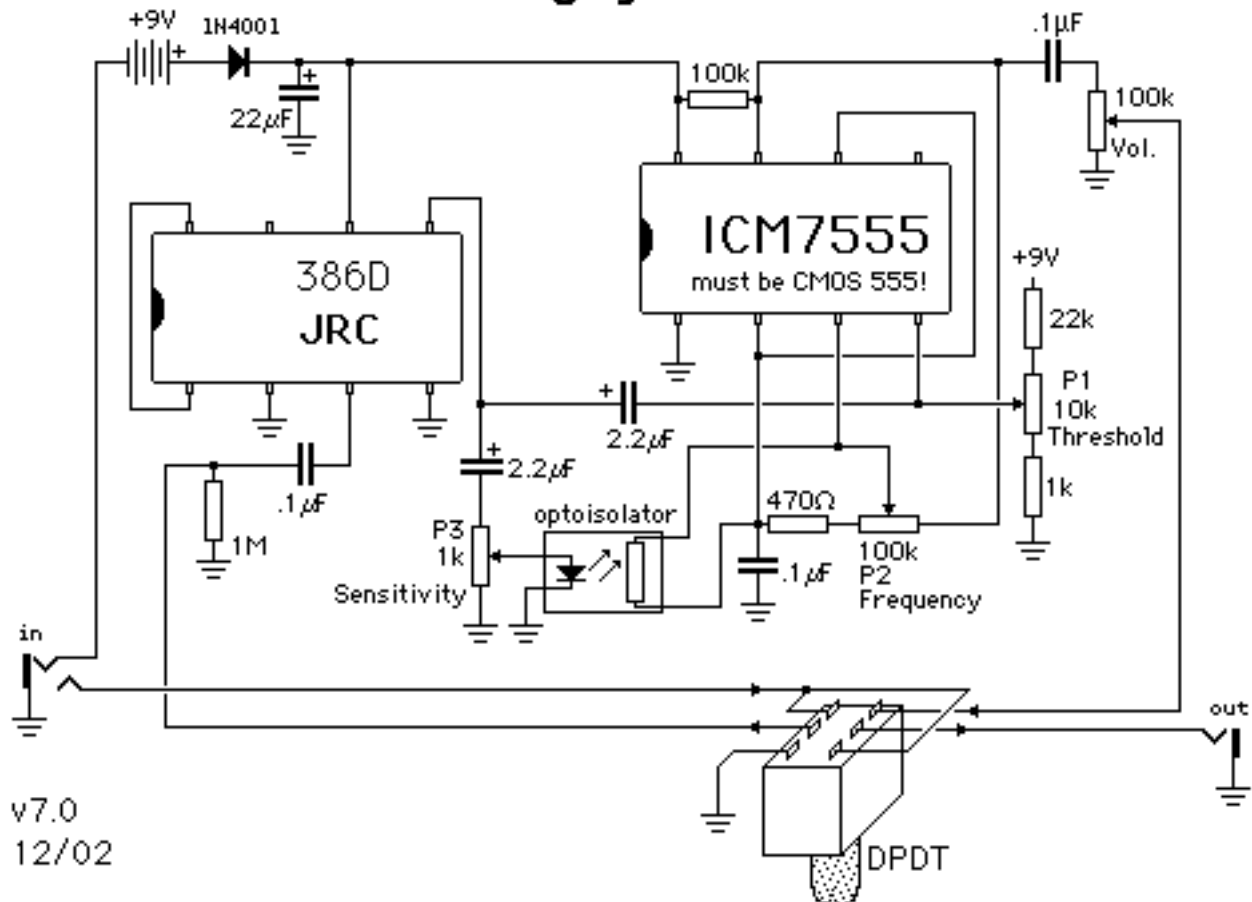 +9V
1N4001
.1µF
+
+
100k
100k
22µF
Vol.
ICM7555
must be CMOS 555!
386D
JRC
+9V
22k
P1
10k
Threshold
+
2.2µF
+
2.2µF
.1µF
1k
optoisolator
470Ω
1M
P3
1k
100k
.1µF
P2
Sensitivity
Frequency
in
out
v7.0
12/02
DPDT